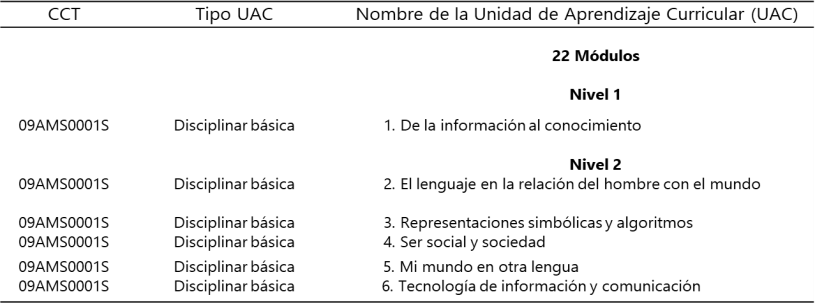 CCT Tipo UAC Nombre de la Unidad de Aprendizaje Curricular (UAC)
22 Módulos
Nivel 1
09AMS0001S Disciplinar básica 1. De la información al conocimiento
Nivel 2
09AMS0001S Disciplinar básica 2. El lenguaje en la relación del hombre con el mundo
09AMS0001S Disciplinar básica 3. Representaciones simbólicas y algoritmos
09AMS0001S Disciplinar básica 4. Ser social y sociedad
09AMS0001S Disciplinar básica 5. Mi mundo en otra lengua
09AMS0001S Disciplinar básica 6. Tecnología de información y comunicación